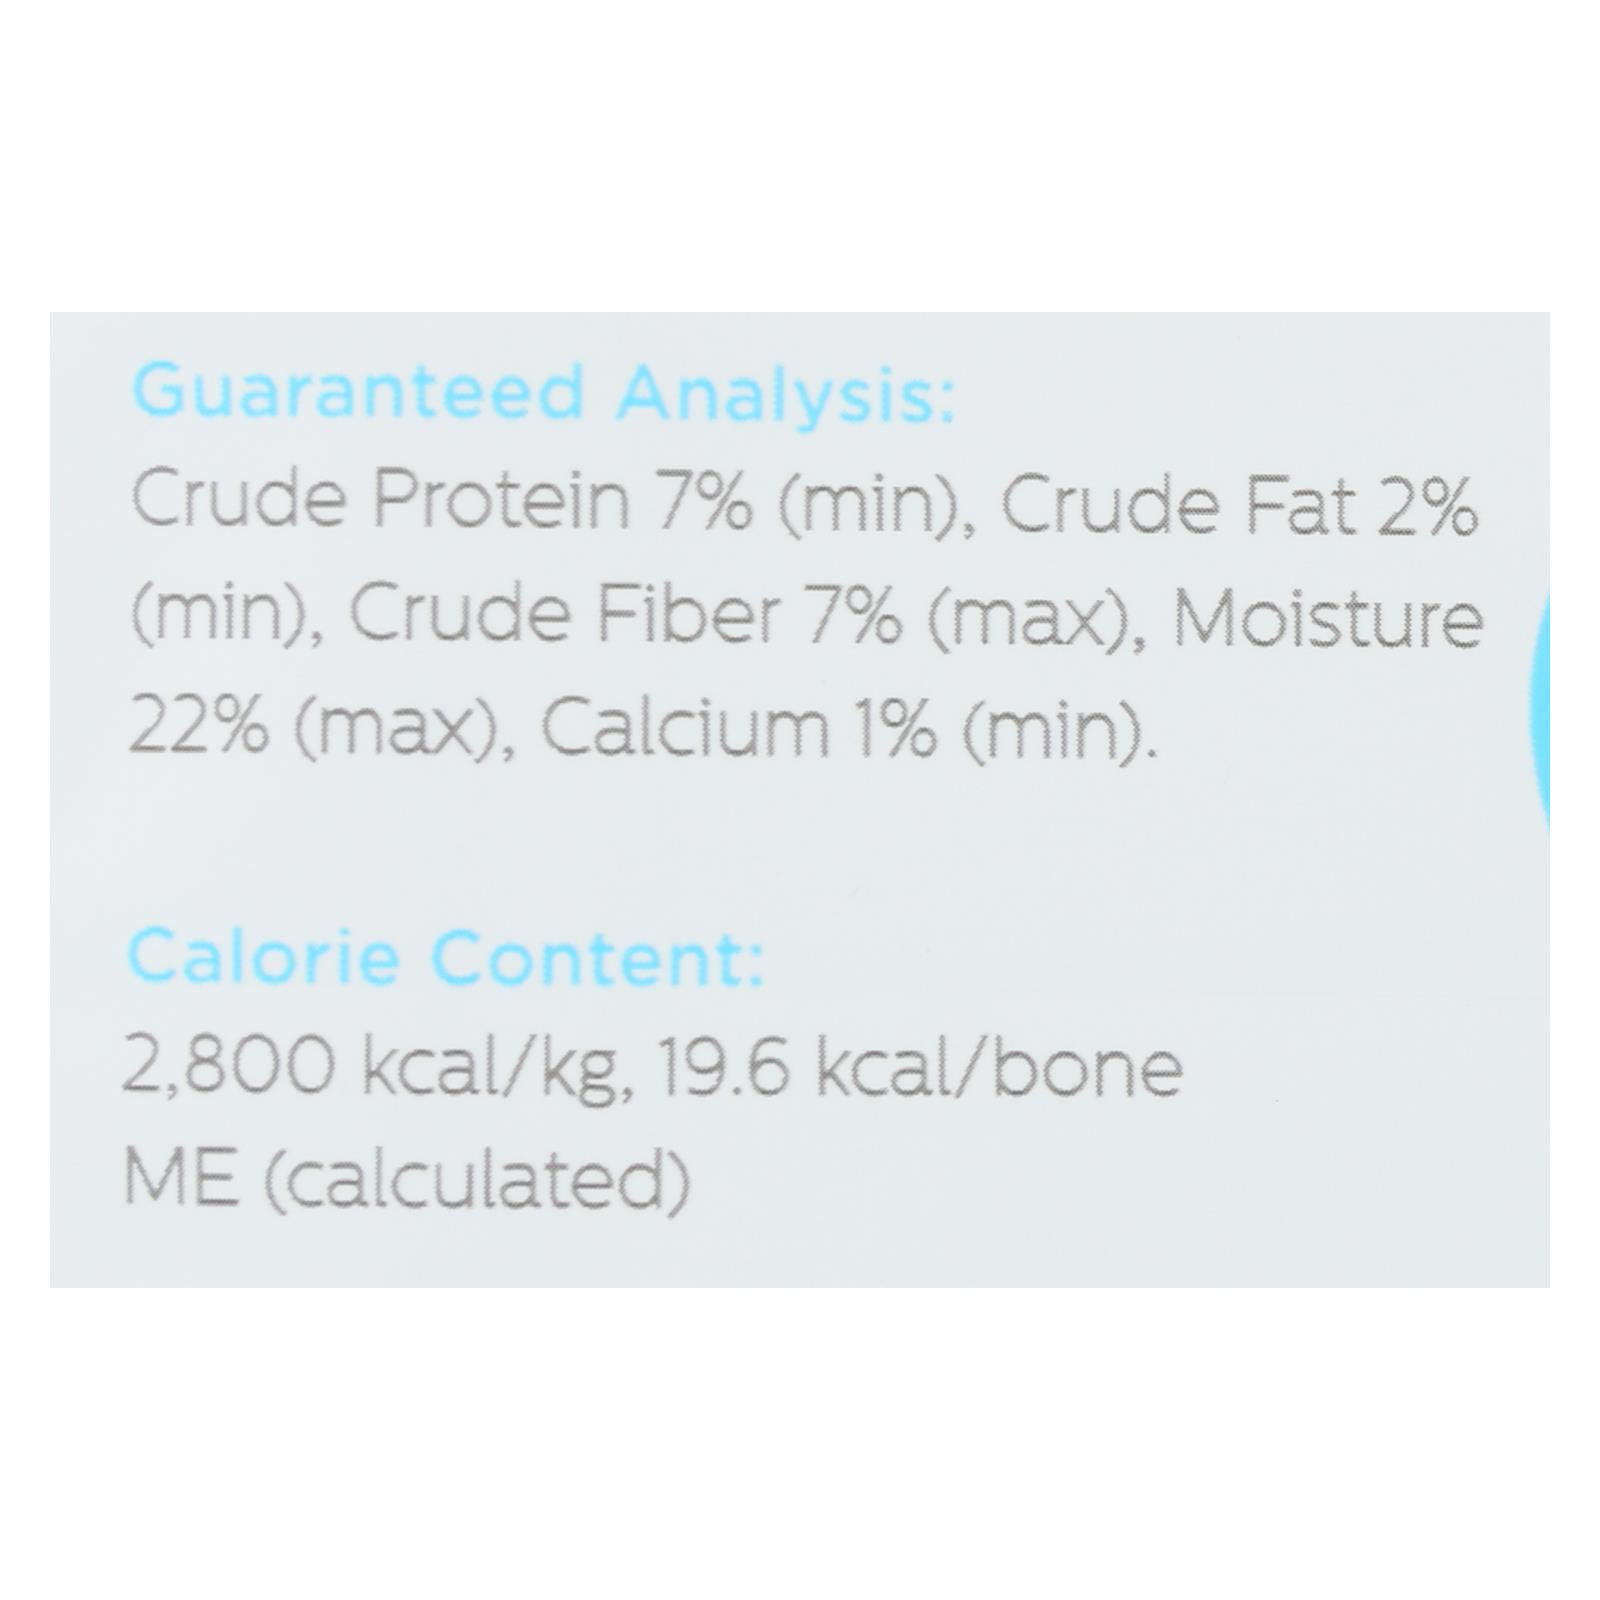 Guaranteed Analysis:
Crude Protein 7% (min), Crude Fat 2%
(min), Crude Fiber 7% (max), Moisture
22% (max), Calcium 1% (min).
Calorie Content:
2,800 kcal/kg, 19.6 kcal/bone
ME (calculated)